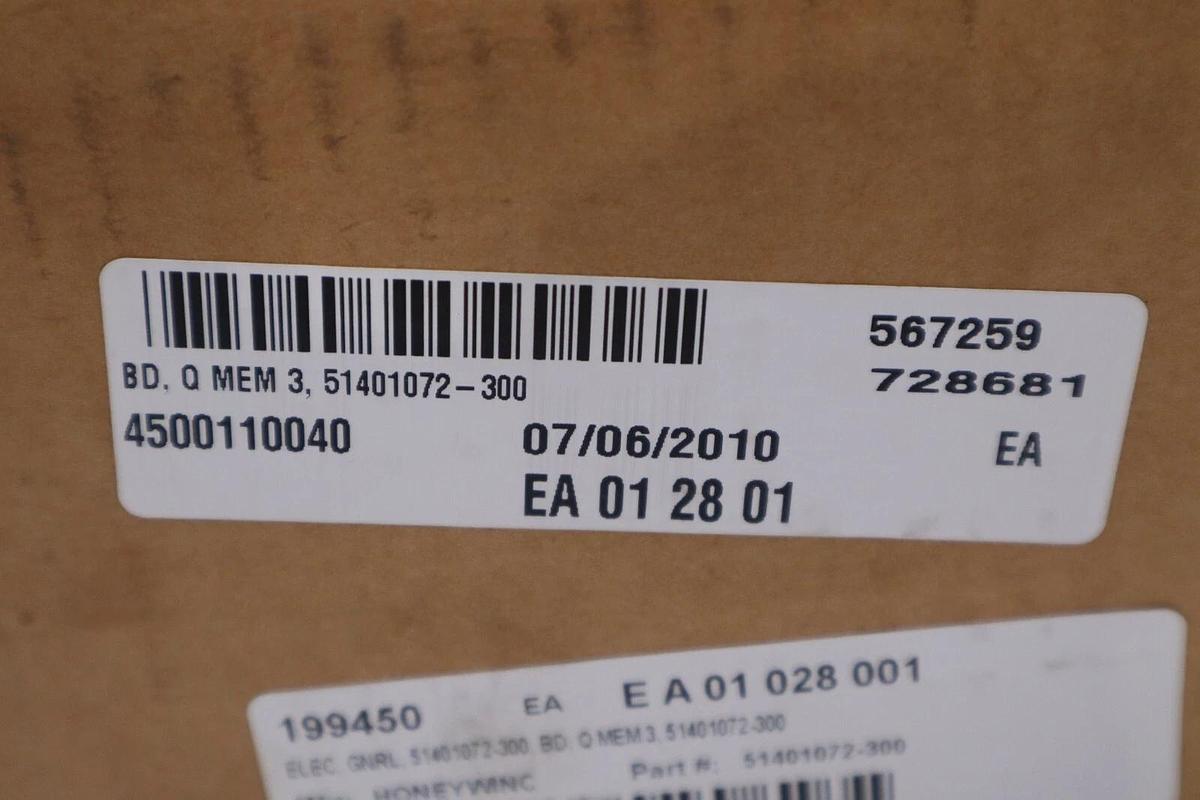 567259
BD, Q MEM 3, 51401072-300
728681
4500110040 07/06/2010 EA
EA 01 28 01
199450 EA E A 01 028 001
ELEC, GNRL, 51401072-300, BD, Q MEM 3, 51401072-300
HONEYWINC Part #: 51401072-300